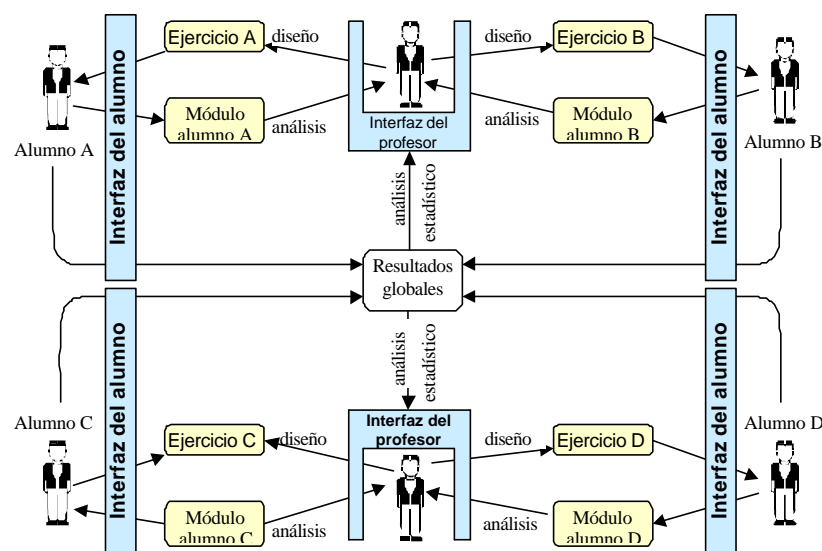 Ejercicio A
diseño
diseño
Ejercicio B
Módulo
alumno A
análisis
Interfaz del
profesor
análisis
Módulo
alumno B
Alumno A
Interfaz del alumno
Interfaz del alumno
Alumno B
análisis
estadístico
Resultados
globales
análisis
estadístico
Alumno C
Interfaz del alumno
Interfaz del alumno
Alumno D
Ejercicio C
diseño
Interfaz del
profesor
diseño
Ejercicio D
Módulo
alumno C
análisis
análisis
Módulo
alumno D